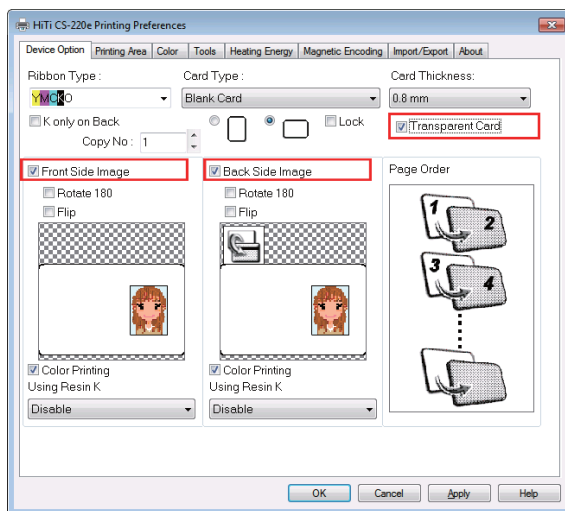 HiTi CS-220e Printing Preferences
Device Option Printing Area Color Tools Heating Energy Magnetic Encoding Import/Export About
Ribbon Type : Card Type : Card Thickness:
YMCKO Blank Card 0.8 mm
K only on Back Lock Transparent Card
Copy No : 1
Front Side Image Back Side Image Page Order
Rotate 180 Rotate 180
Flip Flip
1 2
3 4
Color Printing Color Printing
Using Resin K Using Resin K
Disable Disable
OK Cancel Apply Help